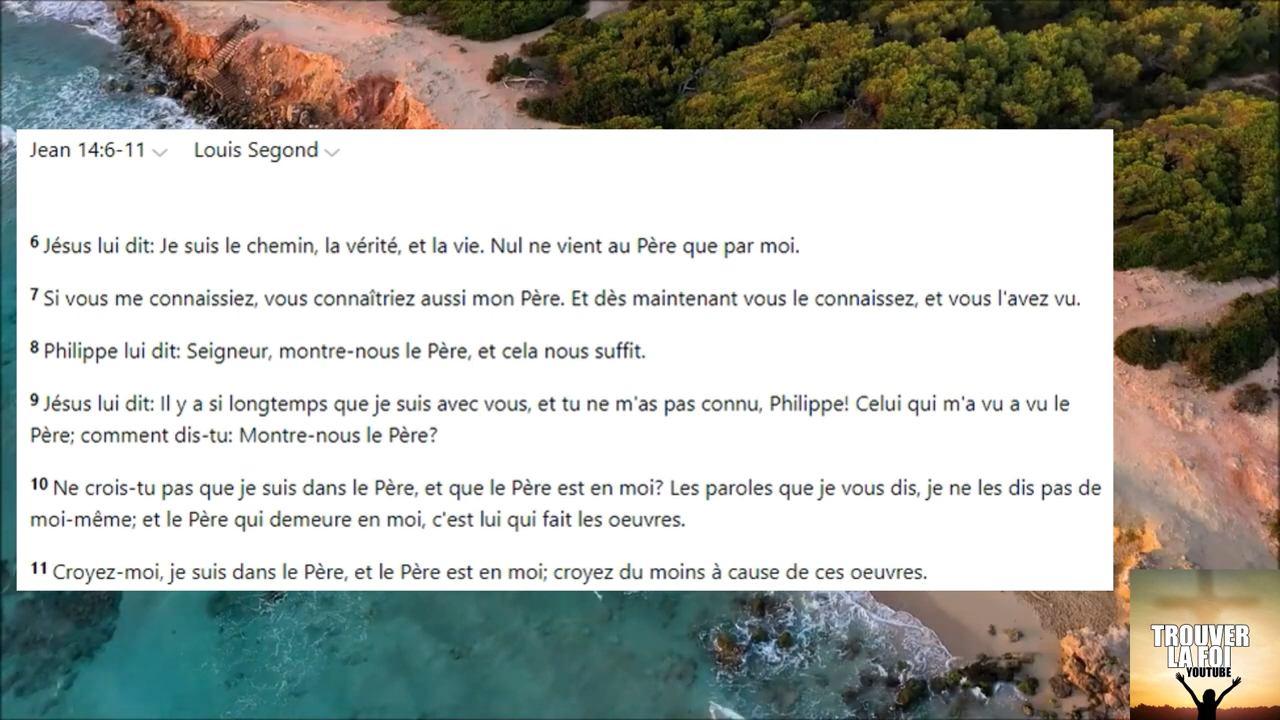 Jean 14:6-11 Louis Segond
6 Jésus lui dit: Je suis le chemin, la vérité, et la vie. Nul ne vient au Père que par moi.
7 Si vous me connaissiez, vous connaîtriez aussi mon Père. Et dès maintenant vous le connaissez, et vous l'avez vu.
8 Philippe lui dit: Seigneur, montre-nous le Père, et cela nous suffit.
9 Jésus lui dit: Il y a si longtemps que je suis avec vous, et tu ne m'as pas connu, Philippe! Celui qui m'a vu a vu le
Père; comment dis-tu: Montre-nous le Père?
10 Ne crois-tu pas que je suis dans le Père, et que le Père est en moi? Les paroles que je vous dis, je ne les dis pas de
moi-même; et le Père qui demeure en moi, c'est lui qui fait les oeuvres.
11 Croyez-moi, je suis dans le Père, et le Père est en moi; croyez du moins à cause de ces oeuvres.
TROUVER
LA FOI
YOUTUBE